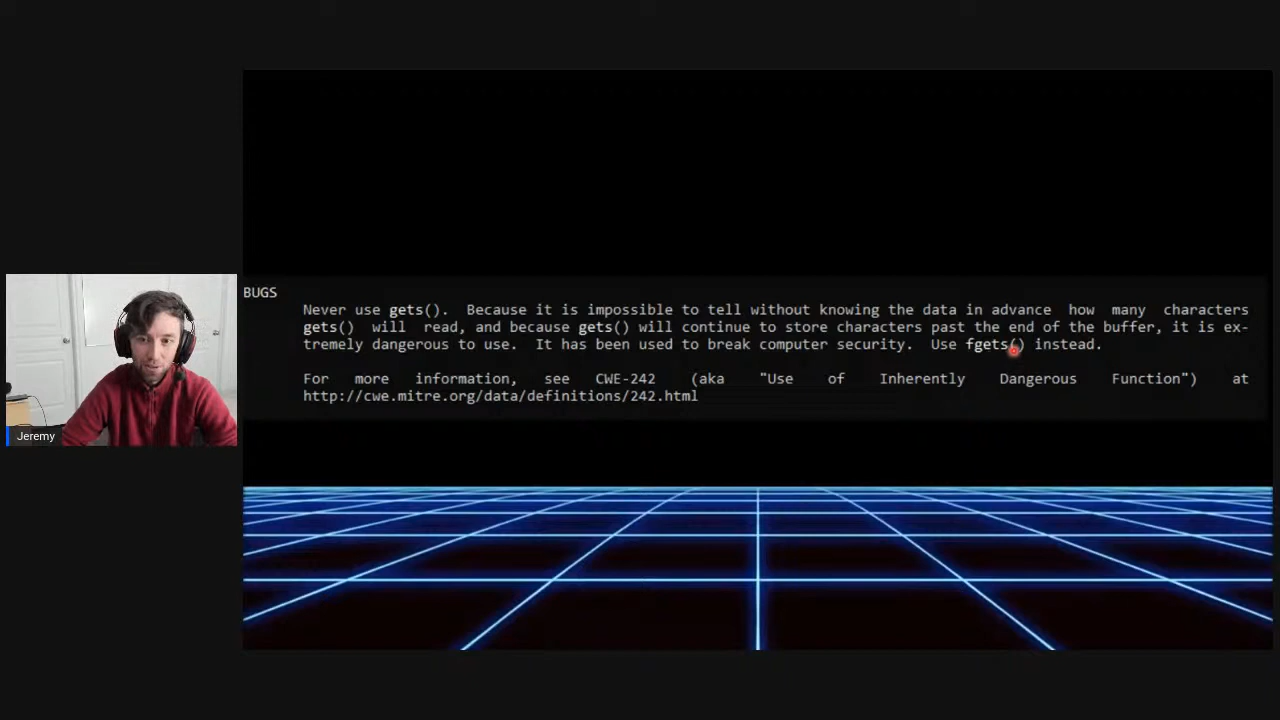 BUGS
Never use gets(). Because it is impossible to tell without knowing the data in advance how many characters
gets() will read, and because gets() will continue to store characters past the end of the buffer, it is ex-
tremely dangerous to use. It has been used to break computer security. Use fgets() instead.
For more information, see CWE-242 (aka "Use of Inherently Dangerous Function") at
http://cwe.mitre.org/data/definitions/242.html
Jeremy